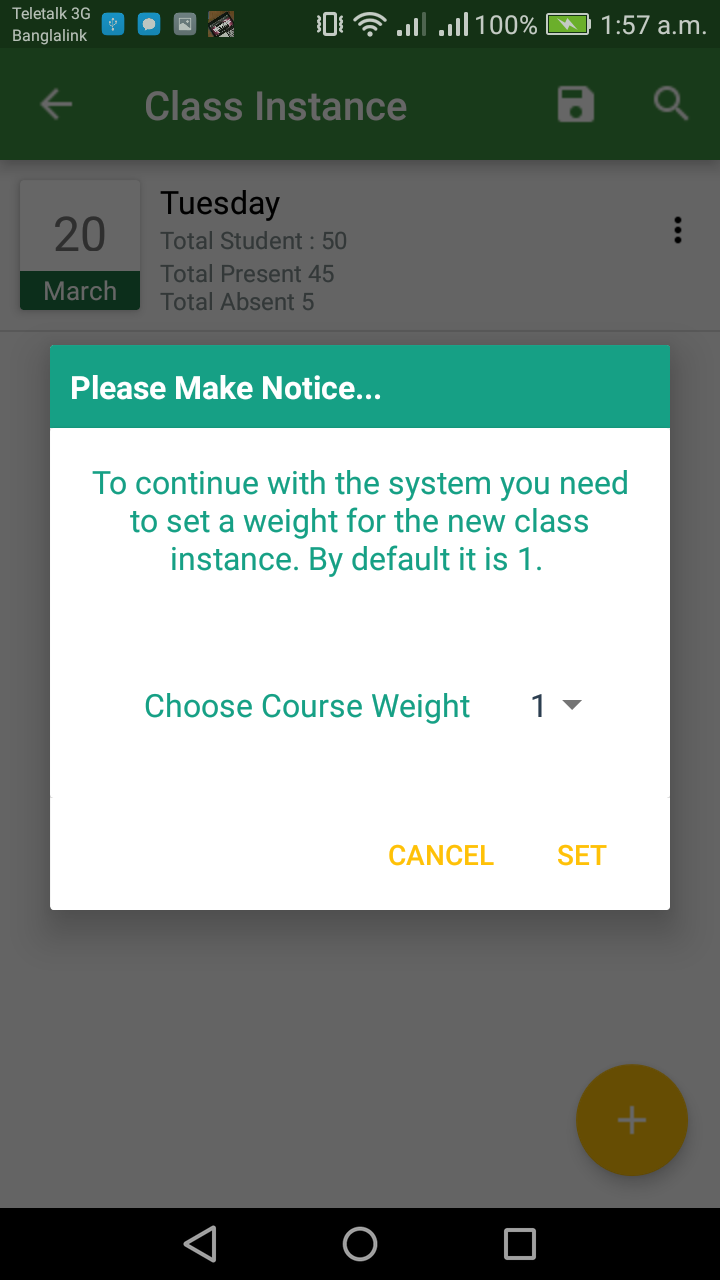 Teletalk 3G
Banglalink
100% 1:57 a.m.
Class Instance
20
March
Tuesday
Total Student : 50
Total Present 45
Total Absent 5
Please Make Notice...
To continue with the system you need
to set a weight for the new class
instance. By default it is 1.
Choose Course Weight 1
CANCEL SET